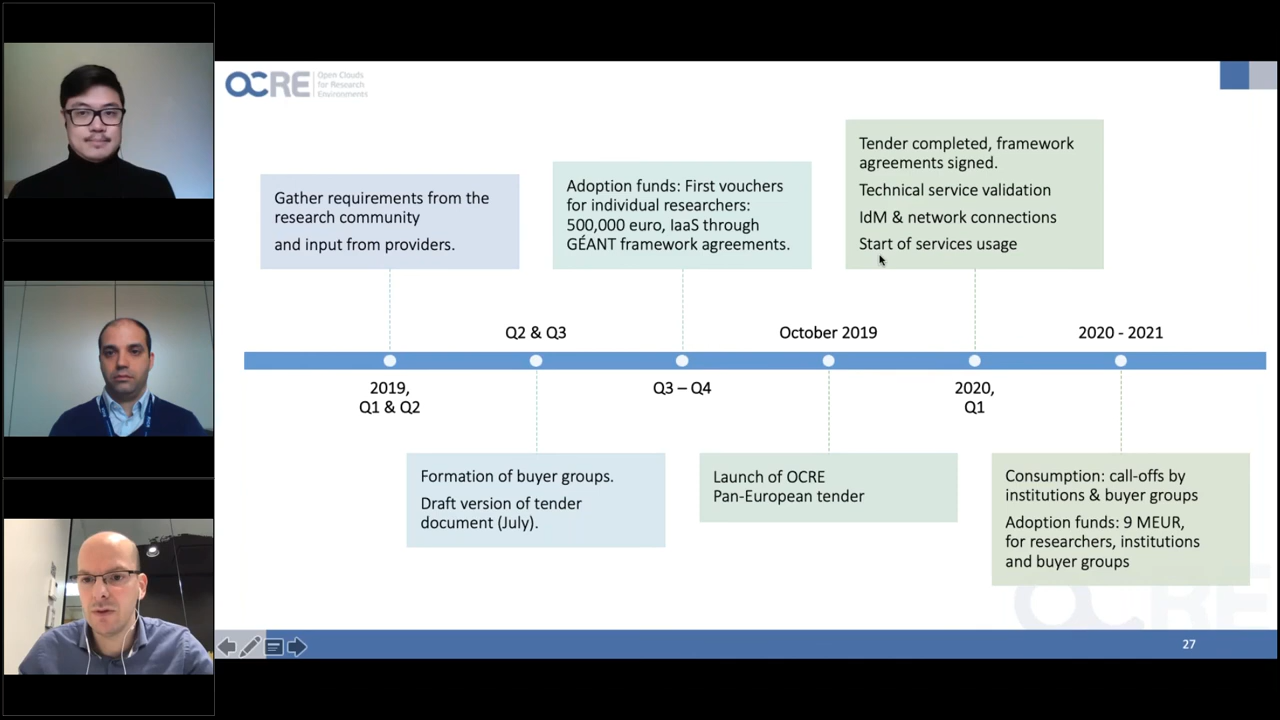 OCRE
Open Clouds
for Research
Environments
Gather requirements from the
research community
and input from providers.
Adoption funds: First vouchers
for individual researchers:
500,000 euro, IaaS through
GÉANT framework agreements.
Tender completed, framework
agreements signed.
Technical service validation
IdM & network connections
Start of services usage
Q2 & Q3
October 2019
2020 - 2021
2019,
Q1 & Q2
Q3 – Q4
2020,
Q1
Formation of buyer groups.
Draft version of tender
document (July).
Launch of OCRE
Pan-European tender
Consumption: call-offs by
institutions & buyer groups
Adoption funds: 9 MEUR,
for researchers, institutions
and buyer groups
OCRE
27